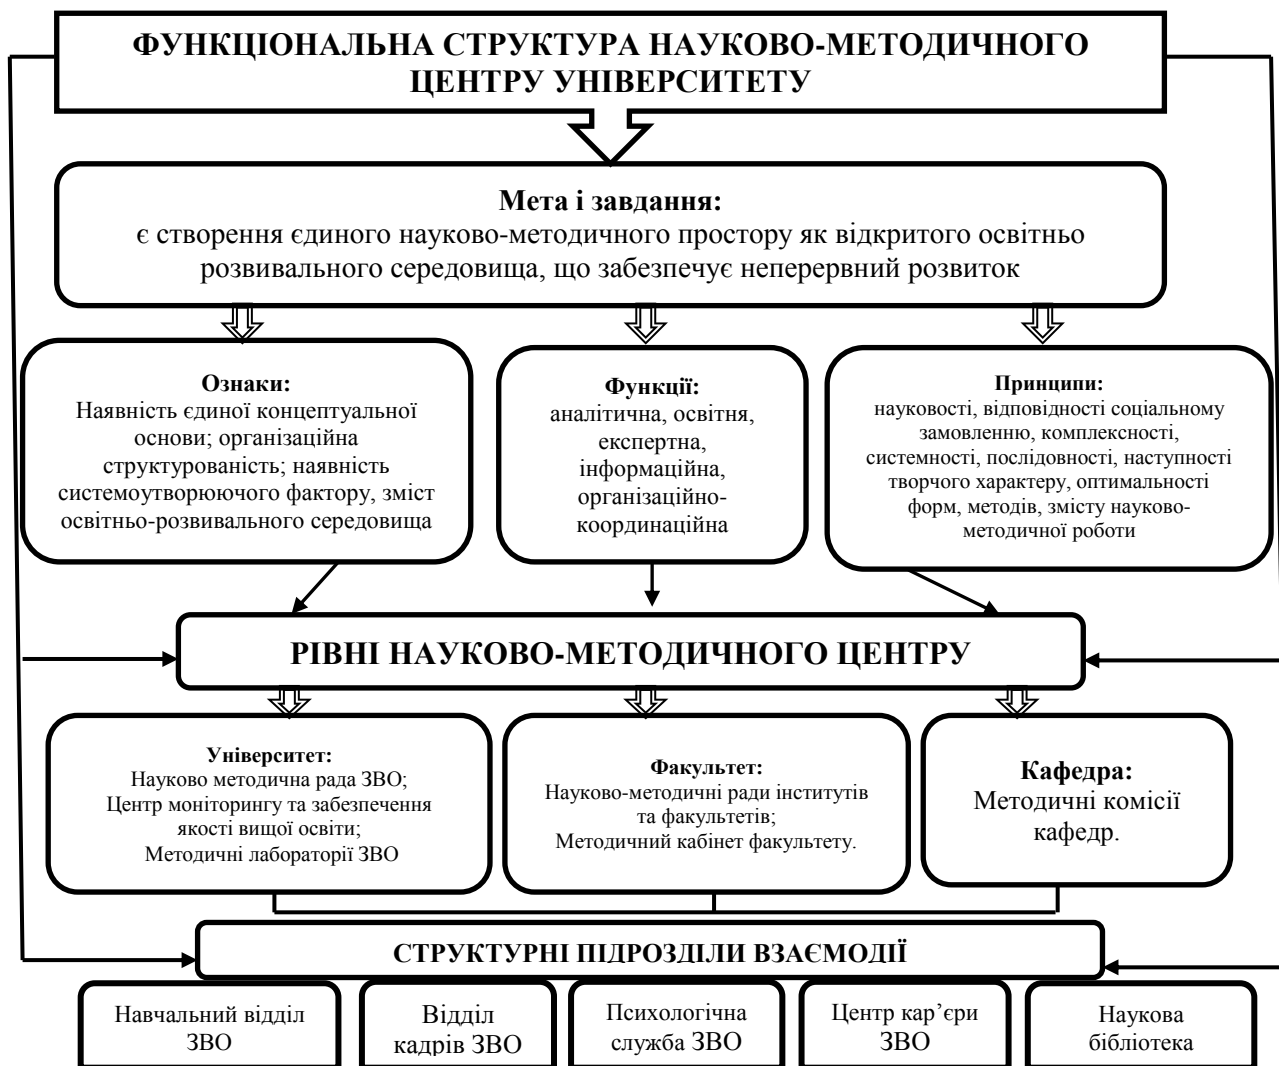 ФУНКЦІОНАЛЬНА СТРУКТУРА НАУКОВО-МЕТОДИЧНОГО
ЦЕНТРУ УНІВЕРСИТЕТУ
Мета і завдання:
є створення єдиного науково-методичного простору як відкритого освітньо
розвивального середовища, що забезпечує неперервний розвиток
Ознаки:
Наявність єдиної концептуальної
основи; організаційна
структурованість; наявність
системоутворюючого фактору, зміст
освітньо-розвивального середовища
Функції:
аналітична, освітня,
експертна,
інформаційна,
організаційно-
координаційна
Принципи:
науковості, відповідності соціальному
замовленню, комплексності,
системності, послідовності, наступності
творчого характеру, оптимальності
форм, методів, змісту науково-
методичної роботи
РІВНІ НАУКОВО-МЕТОДИЧНОГО ЦЕНТРУ
Університет:
Науково методична рада ЗВО;
Центр моніторингу та забезпечення
якості вищої освіти;
Методичні лабораторії ЗВО
Факультет:
Науково-методичні ради інститутів
та факультетів;
Методичний кабінет факультету.
Кафедра:
Методичні комісії
кафедр.
СТРУКТУРНІ ПІДРОЗДІЛИ ВЗАЄМОДІЇ
Навчальний відділ
ЗВО
Відділ
кадрів ЗВО
Психологічна
служба ЗВО
Центр кар’єри
ЗВО
Наукова
бібліотека